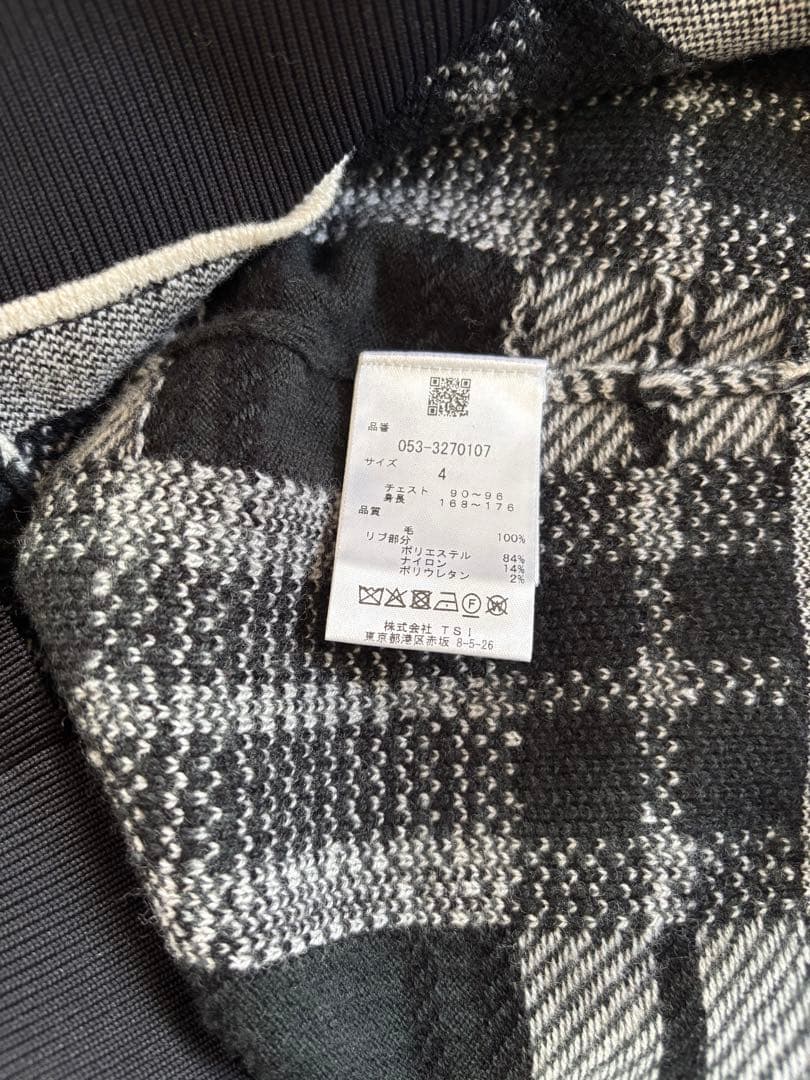 品番
053-3270107
サイズ
4
チェスト 90～96
身長 168～176
品質
毛 100%
リブ部分
ポリエステル 84%
ナイロン 14%
ポリウレタン 2%
F
W
株式会社 TSI
東京都港区赤坂 8-5-26